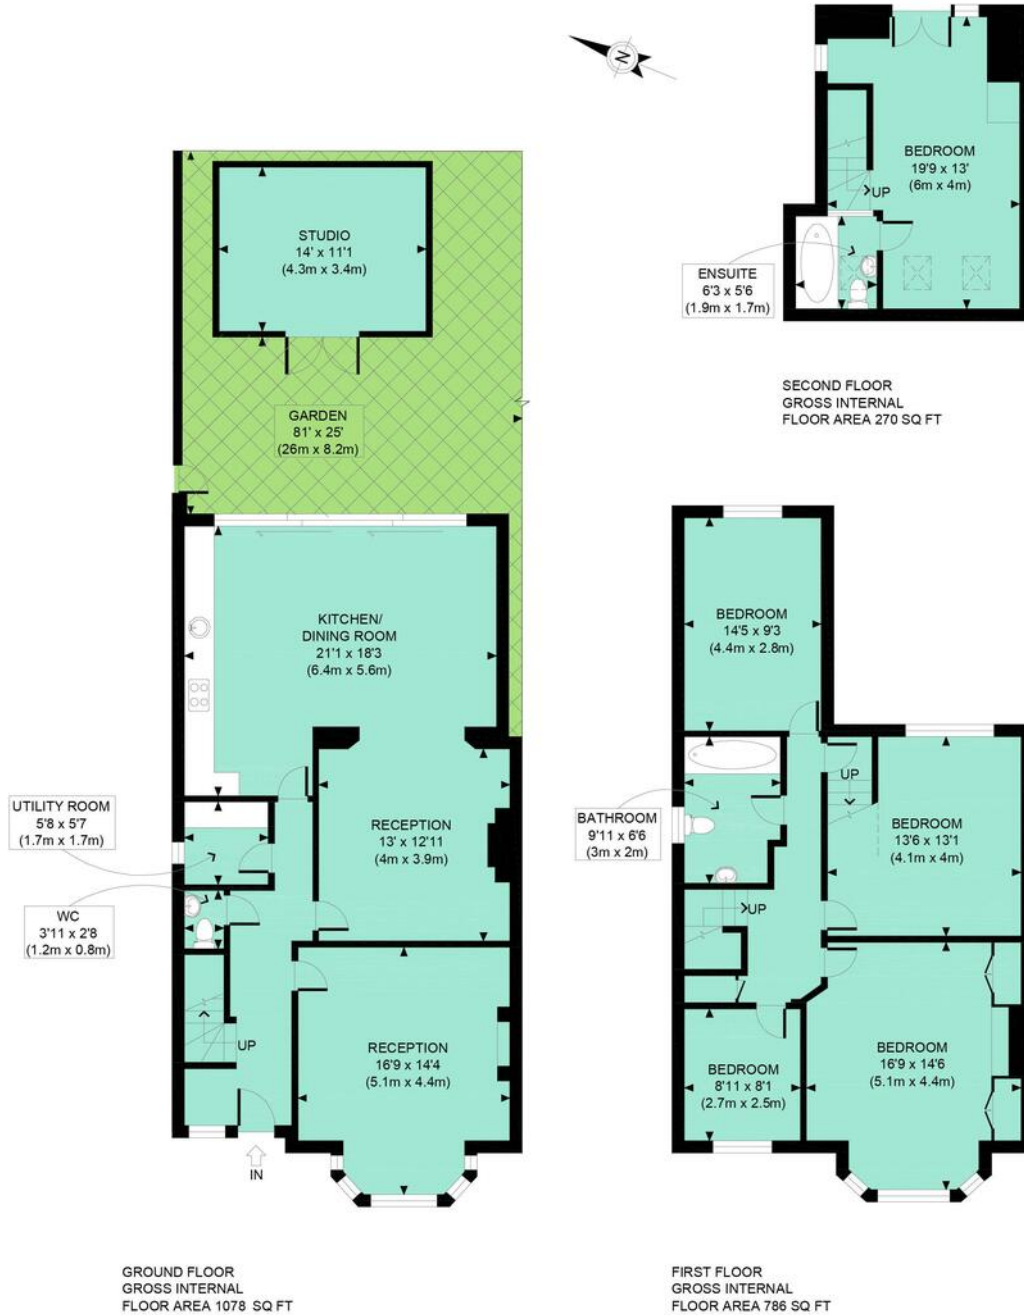 N
BEDROOM
19'9 x 13'
(6m x 4m)
UP
ENSUITE
6'3 x 5'6
(1.9m x 1.7m)
SECOND FLOOR
GROSS INTERNAL
FLOOR AREA 270 SQ FT
STUDIO
14' x 11'1
(4.3m x 3.4m)
GARDEN
81' x 25'
(26m x 8.2m)
KITCHEN/
DINING ROOM
21'1 x 18'3
(6.4m x 5.6m)
UTILITY ROOM
5'8 x 5'7
(1.7m x 1.7m)
RECEPTION
13' x 12'11
(4m x 3.9m)
WC
3'11 x 2'8
(1.2m x 0.8m)
UP
RECEPTION
16'9 x 14'4
(5.1m x 4.4m)
IN
GROUND FLOOR
GROSS INTERNAL
FLOOR AREA 1078 SQ FT
BEDROOM
14'5 x 9'3
(4.4m x 2.8m)
UP
BATHROOM
9'11 x 6'6
(3m x 2m)
BEDROOM
13'6 x 13'1
(4.1m x 4m)
UP
BEDROOM
8'11 x 8'1
(2.7m x 2.5m)
BEDROOM
16'9 x 14'6
(5.1m x 4.4m)
FIRST FLOOR
GROSS INTERNAL
FLOOR AREA 786 SQ FT